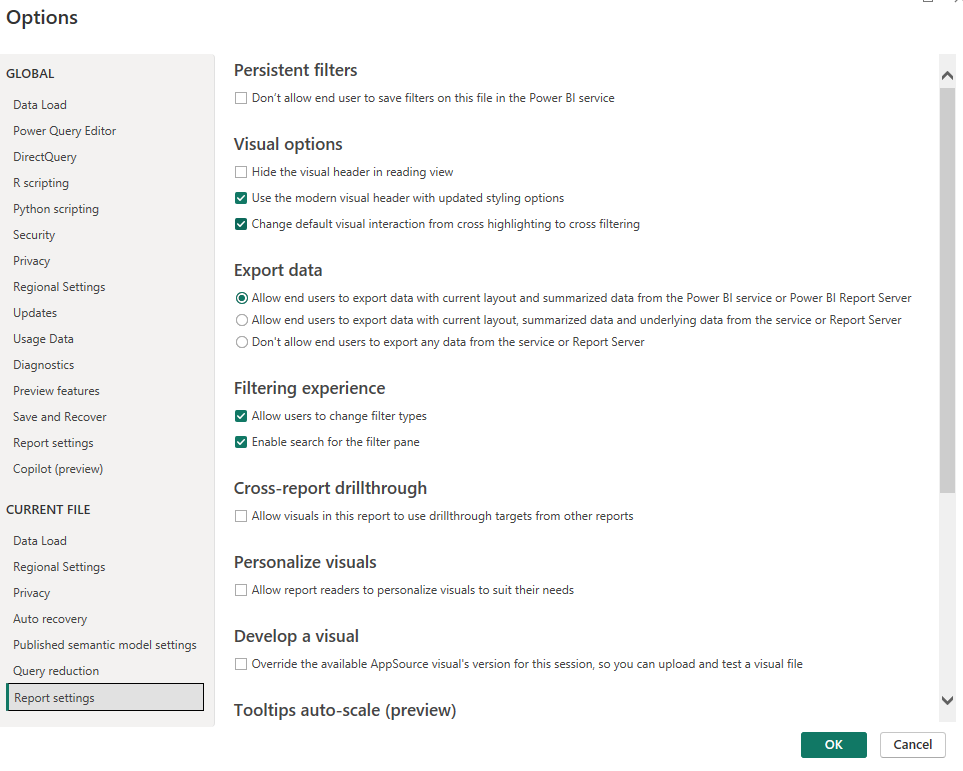 Options
GLOBAL
Data Load
Power Query Editor
DirectQuery
R scripting
Python scripting
Security
Privacy
Regional Settings
Updates
Usage Data
Diagnostics
Preview features
Save and Recover
Report settings
Copilot (preview)
CURRENT FILE
Data Load
Regional Settings
Privacy
Auto recovery
Published semantic model settings
Query reduction
Report settings
Persistent filters
Don't allow end user to save filters on this file in the Power BI service
Visual options
Hide the visual header in reading view
Use the modern visual header with updated styling options
Change default visual interaction from cross highlighting to cross filtering
Export data
Allow end users to export data with current layout and summarized data from the Power BI service or Power BI Report Server
Allow end users to export data with current layout, summarized data and underlying data from the service or Report Server
Don't allow end users to export any data from the service or Report Server
Filtering experience
Allow users to change filter types
Enable search for the filter pane
Cross-report drillthrough
Allow visuals in this report to use drillthrough targets from other reports
Personalize visuals
Allow report readers to personalize visuals to suit their needs
Develop a visual
Override the available AppSource visual's version for this session, so you can upload and test a visual file
Tooltips auto-scale (preview)
OK
Cancel